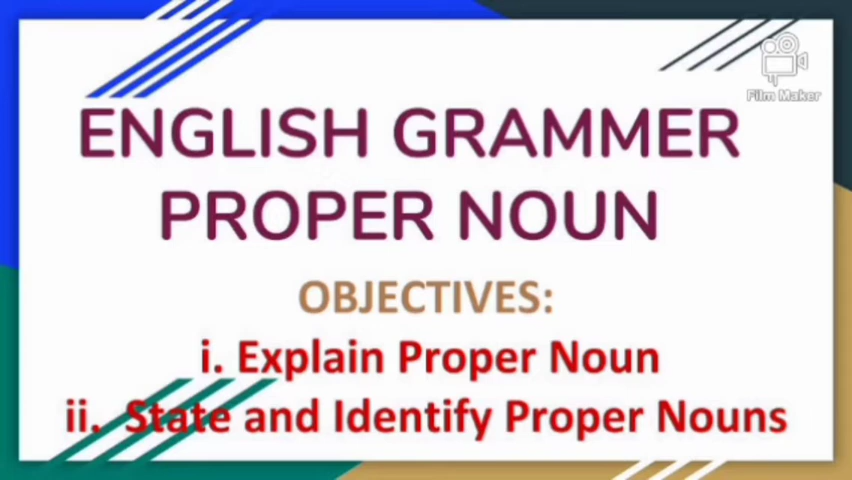 Film Maker
ENGLISH GRAMMER
PROPER NOUN
OBJECTIVES:
i. Explain Proper Noun
ii. State and Identify Proper Nouns